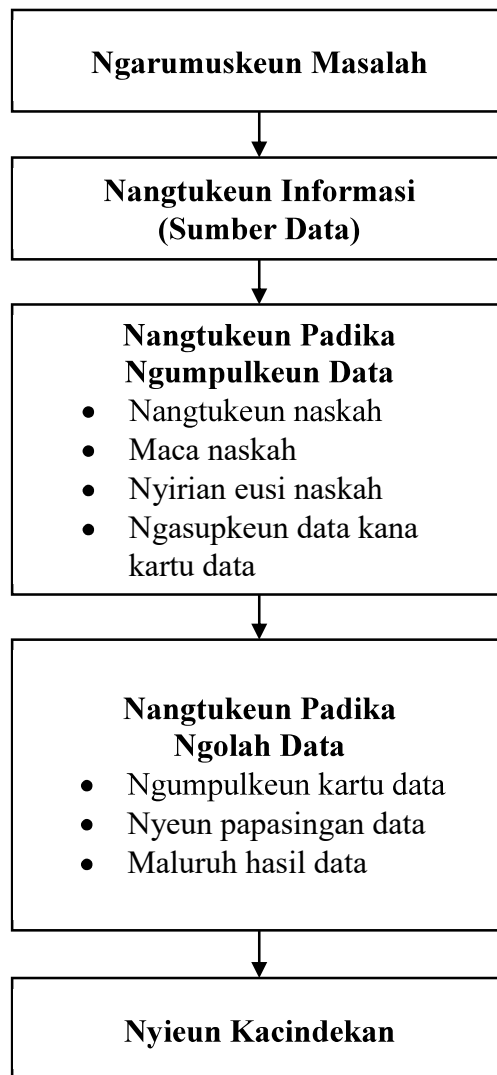 Ngarumuskeun Masalah
Nangtukeun Informasi
(Sumber Data)
Nangtukeun Padika
Ngumpulkeun Data
• Nangtukeun naskah
• Maca naskah
• Nyirian eusi naskah
• Ngasupkeun data kana
kartu data
Nangtukeun Padika
Ngolah Data
• Ngumpulkeun kartu data
• Nyeun papasingan data
• Maluruh hasil data
Nyieun Kacindekan